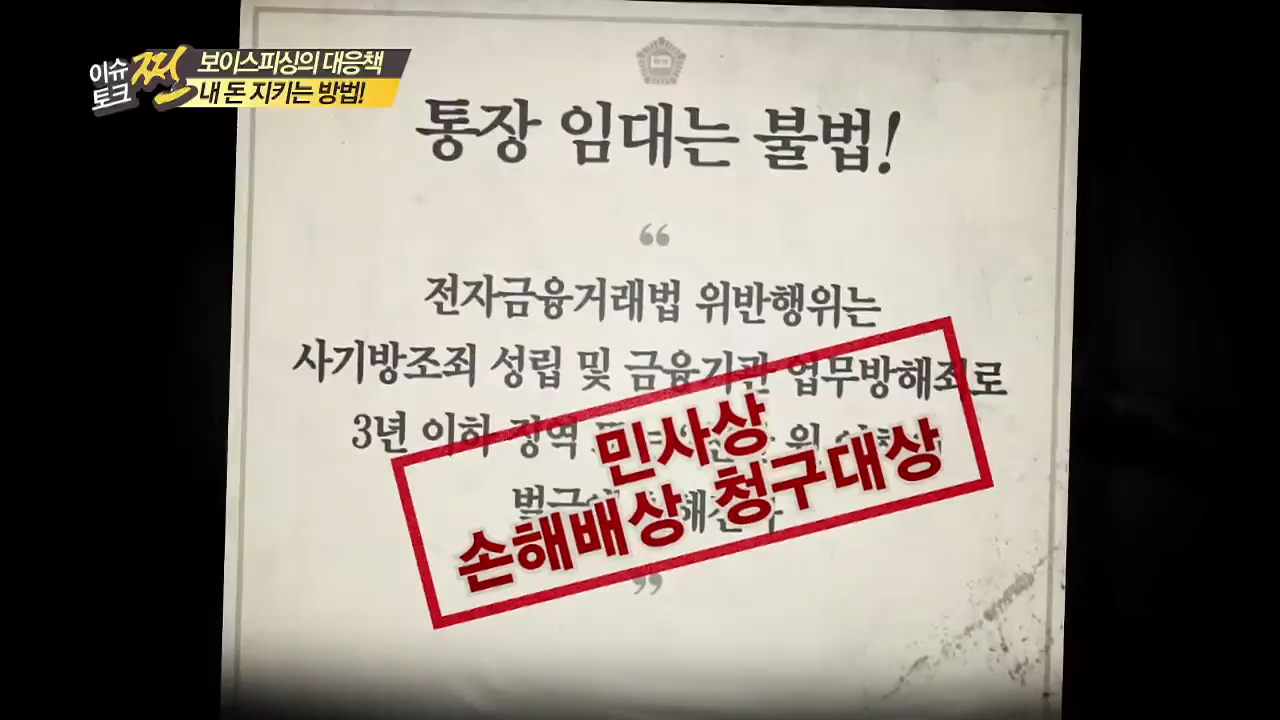 이슈
토크
찐
보이스피싱의 대응책
내 돈 지키는 방법!
통장 임대는 불법!
“
전자금융거래법 위반행위는
사기방조죄 성립 및 금융기관 업무방해죄로
3년 이하 징역
민사상
손해배상 청구대상
”